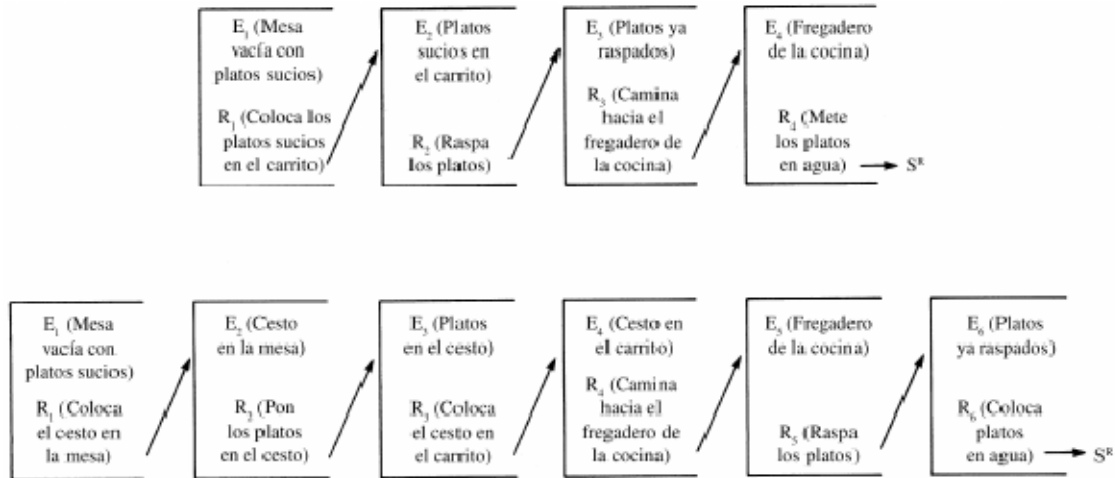 E₁ (Mesa
vacía con
platos sucios)
R₁ (Coloca los
platos sucios
en el carrito)
E₂ (Platos
sucios en
el carrito)
R₂ (Raspa
los platos)
E₃ (Platos ya
raspados)
R₃ (Camina
hacia el
fregadero de
la cocina)
E₄ (Fregadero
de la cocina)
R₄ (Mete
los platos
en agua)
Sᴿ
E₁ (Mesa
vacía con
platos sucios)
R₁ (Coloca
el cesto en
la mesa)
E₂ (Cesto
en la mesa)
R₂ (Pon
los platos
en el cesto)
E₃ (Platos
en el cesto)
R₃ (Coloca
el cesto en
el carrito)
E₄ (Cesto en
el carrito)
R₄ (Camina
hacia el
fregadero de
la cocina)
E₅ (Fregadero
de la cocina)
R₅ (Raspa
los platos)
E₆ (Platos
ya raspados)
R₆ (Coloca
platos
en agua)
Sᴿ